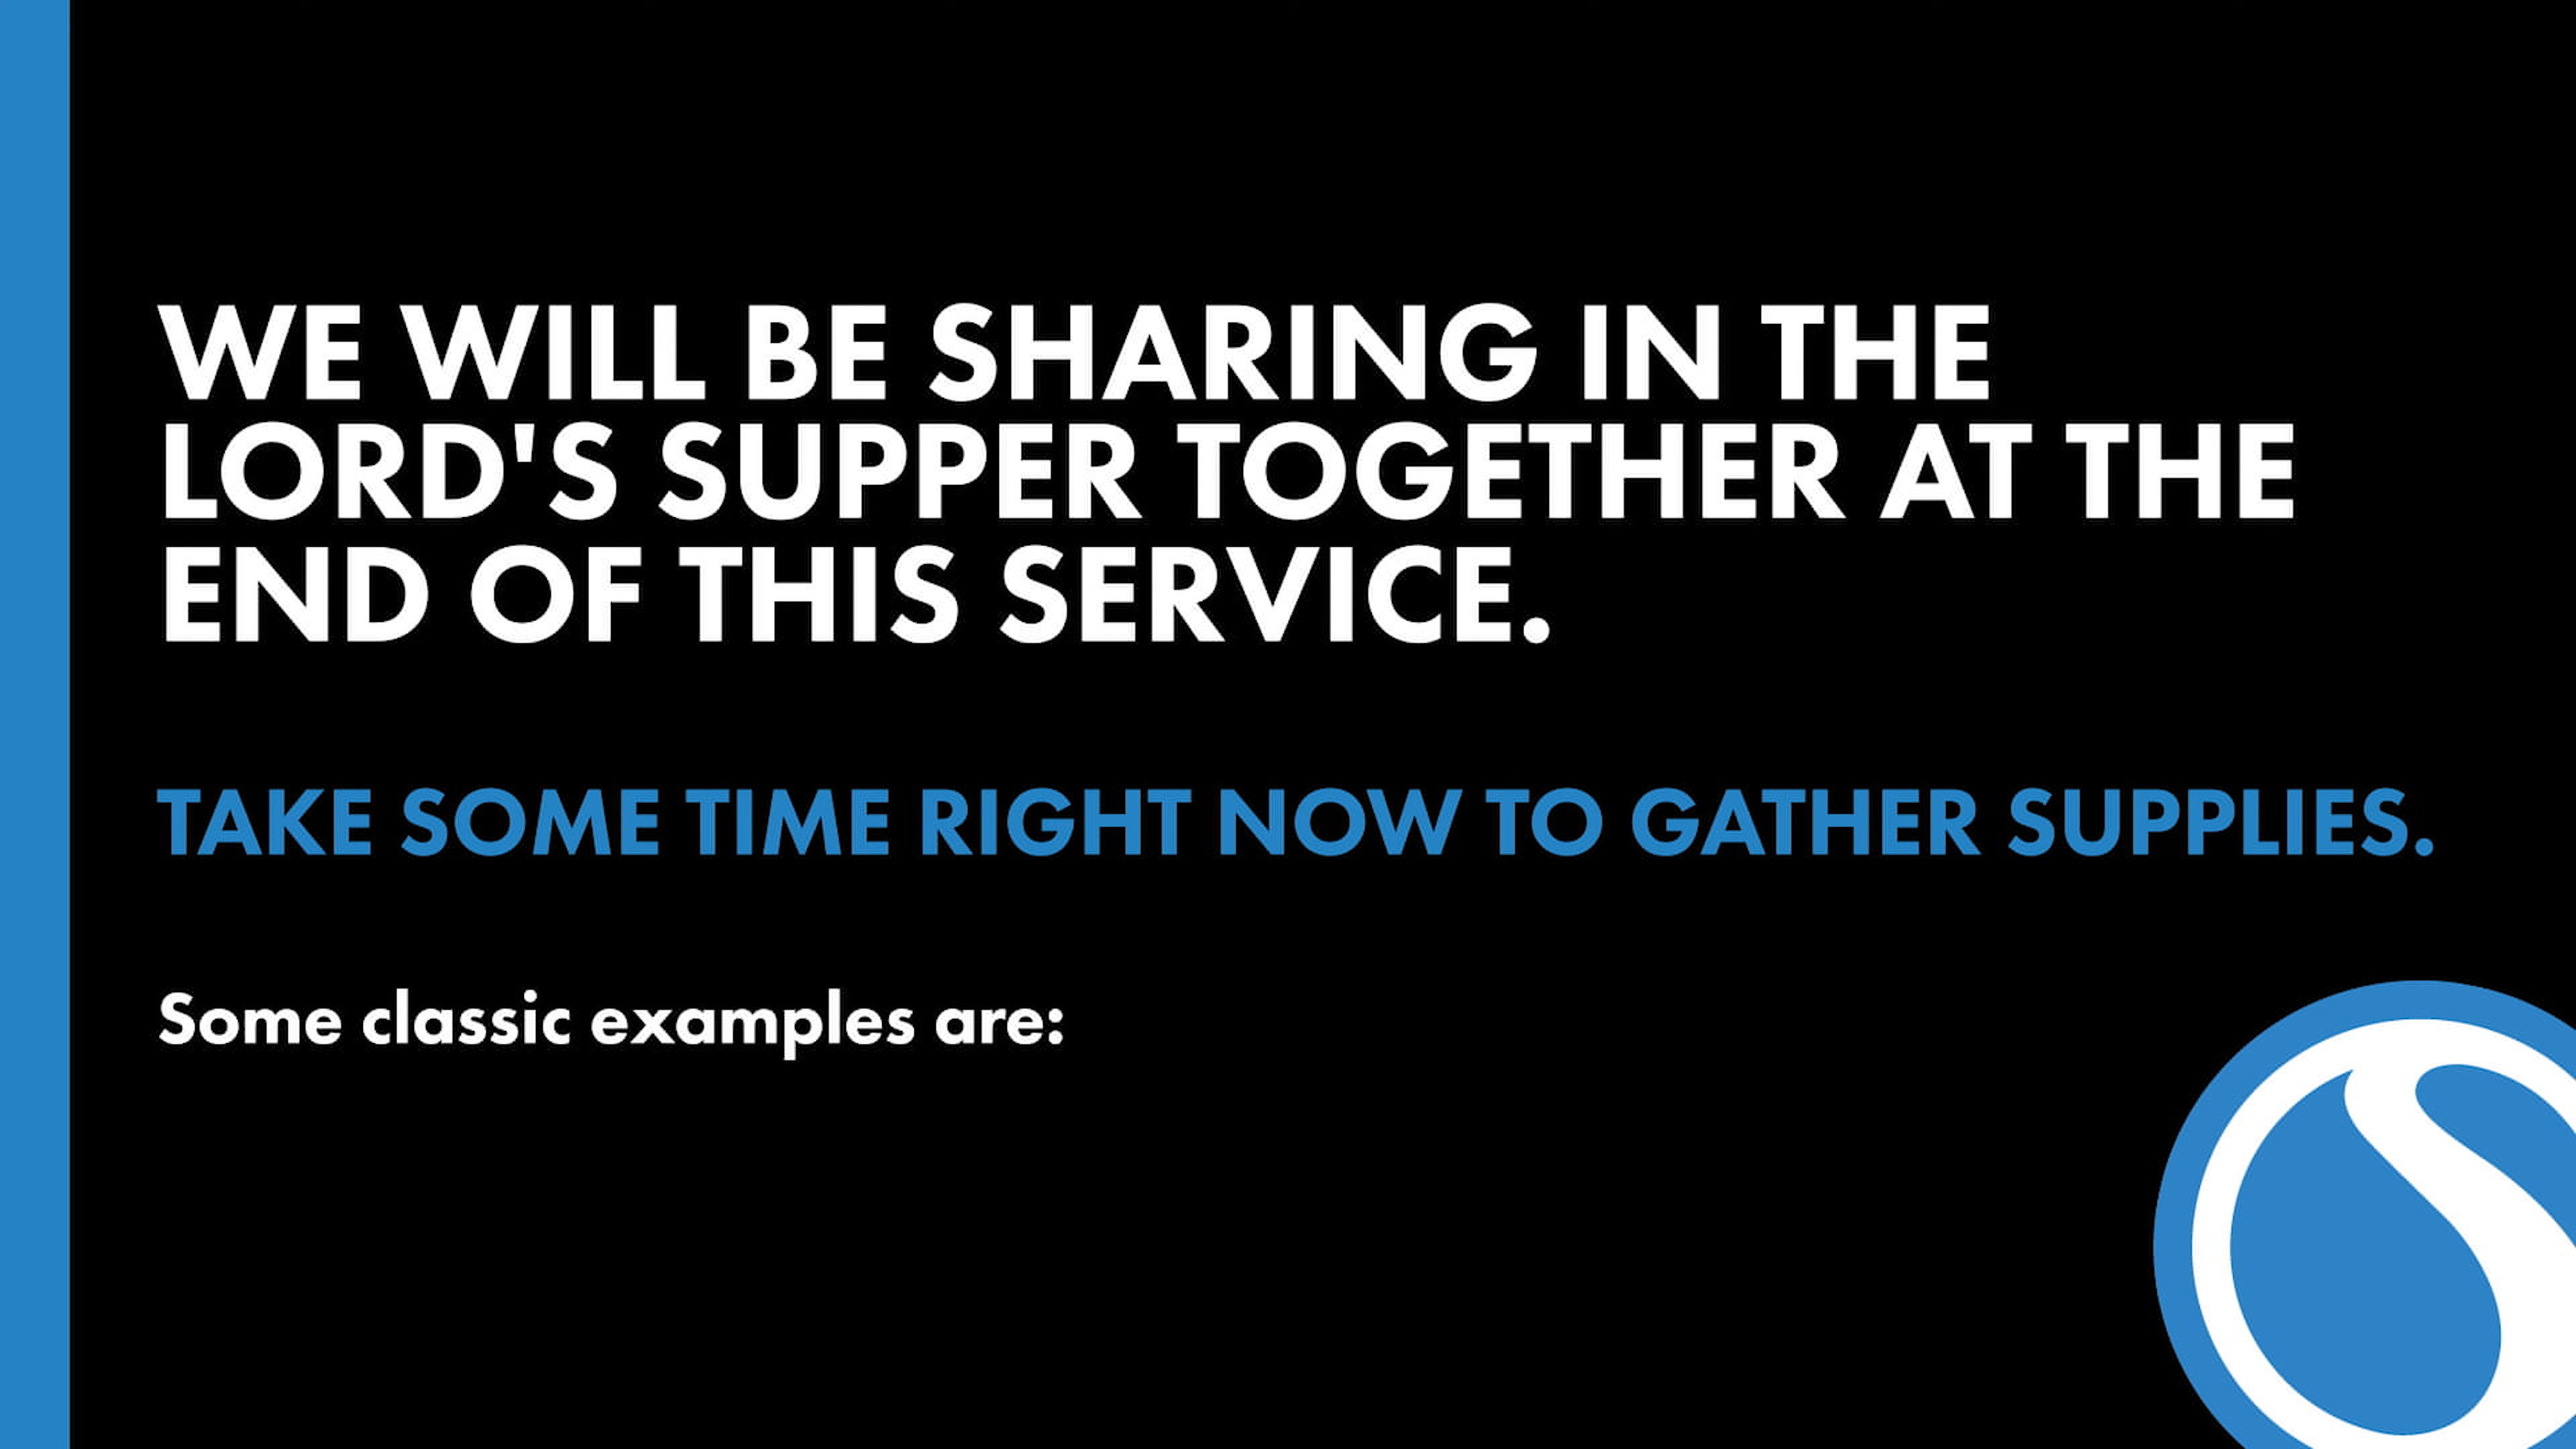 WE WILL BE SHARING IN THE
LORD'S SUPPER TOGETHER AT THE
END OF THIS SERVICE.
TAKE SOME TIME RIGHT NOW TO GATHER SUPPLIES.
Some classic examples are: